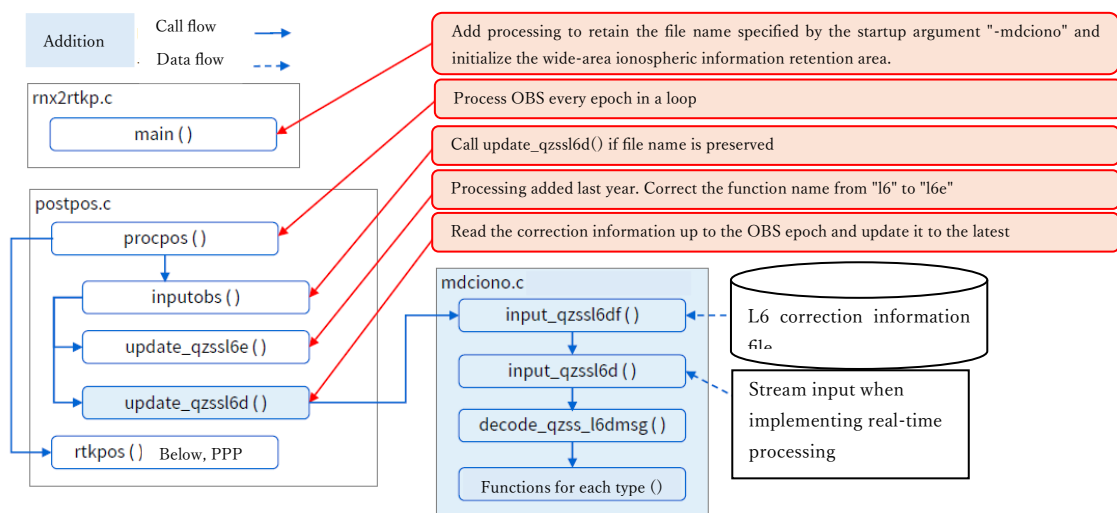 Addition
Call flow
Data flow
Add processing to retain the file name specified by the startup argument "-mdciono" and
initialize the wide-area ionospheric information retention area.
rnx2rtkp.c
main ( )
Process OBS every epoch in a loop
Call update_qzssl6d() if file name is preserved
Processing added last year. Correct the function name from "l6" to "l6e"
Read the correction information up to the OBS epoch and update it to the latest
postpos.c
procpos ( )
inputobs ( )
update_qzssl6e ( )
update_qzssl6d ( )
rtkpos ( ) Below, PPP
mdciono.c
input_qzssl6df ( )
input_qzssl6d ( )
decode_qzss_l6dmsg ( )
Functions for each type ()
L6 correction information
file
Stream input when
implementing real-time
processing